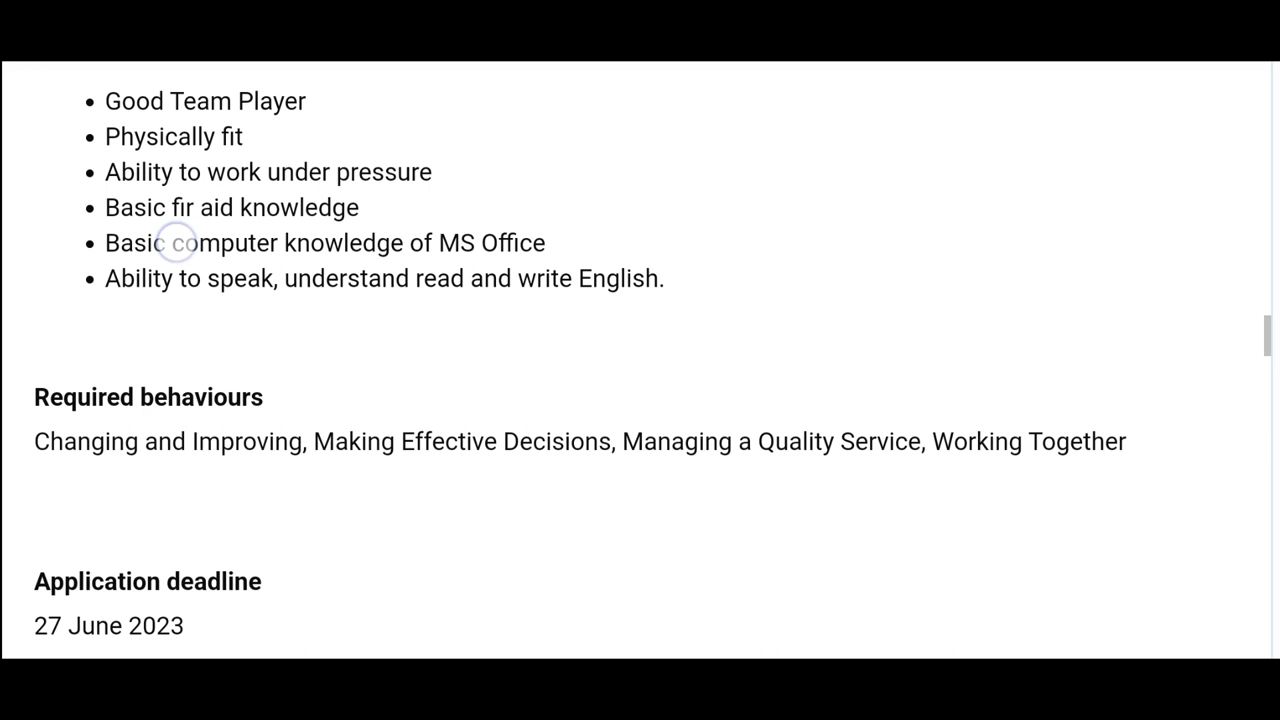 Good Team Player
Physically fit
Ability to work under pressure
Basic fir aid knowledge
Basic computer knowledge of MS Office
Ability to speak, understand read and write English.
Required behaviours
Changing and Improving, Making Effective Decisions, Managing a Quality Service, Working Together
Application deadline
27 June 2023